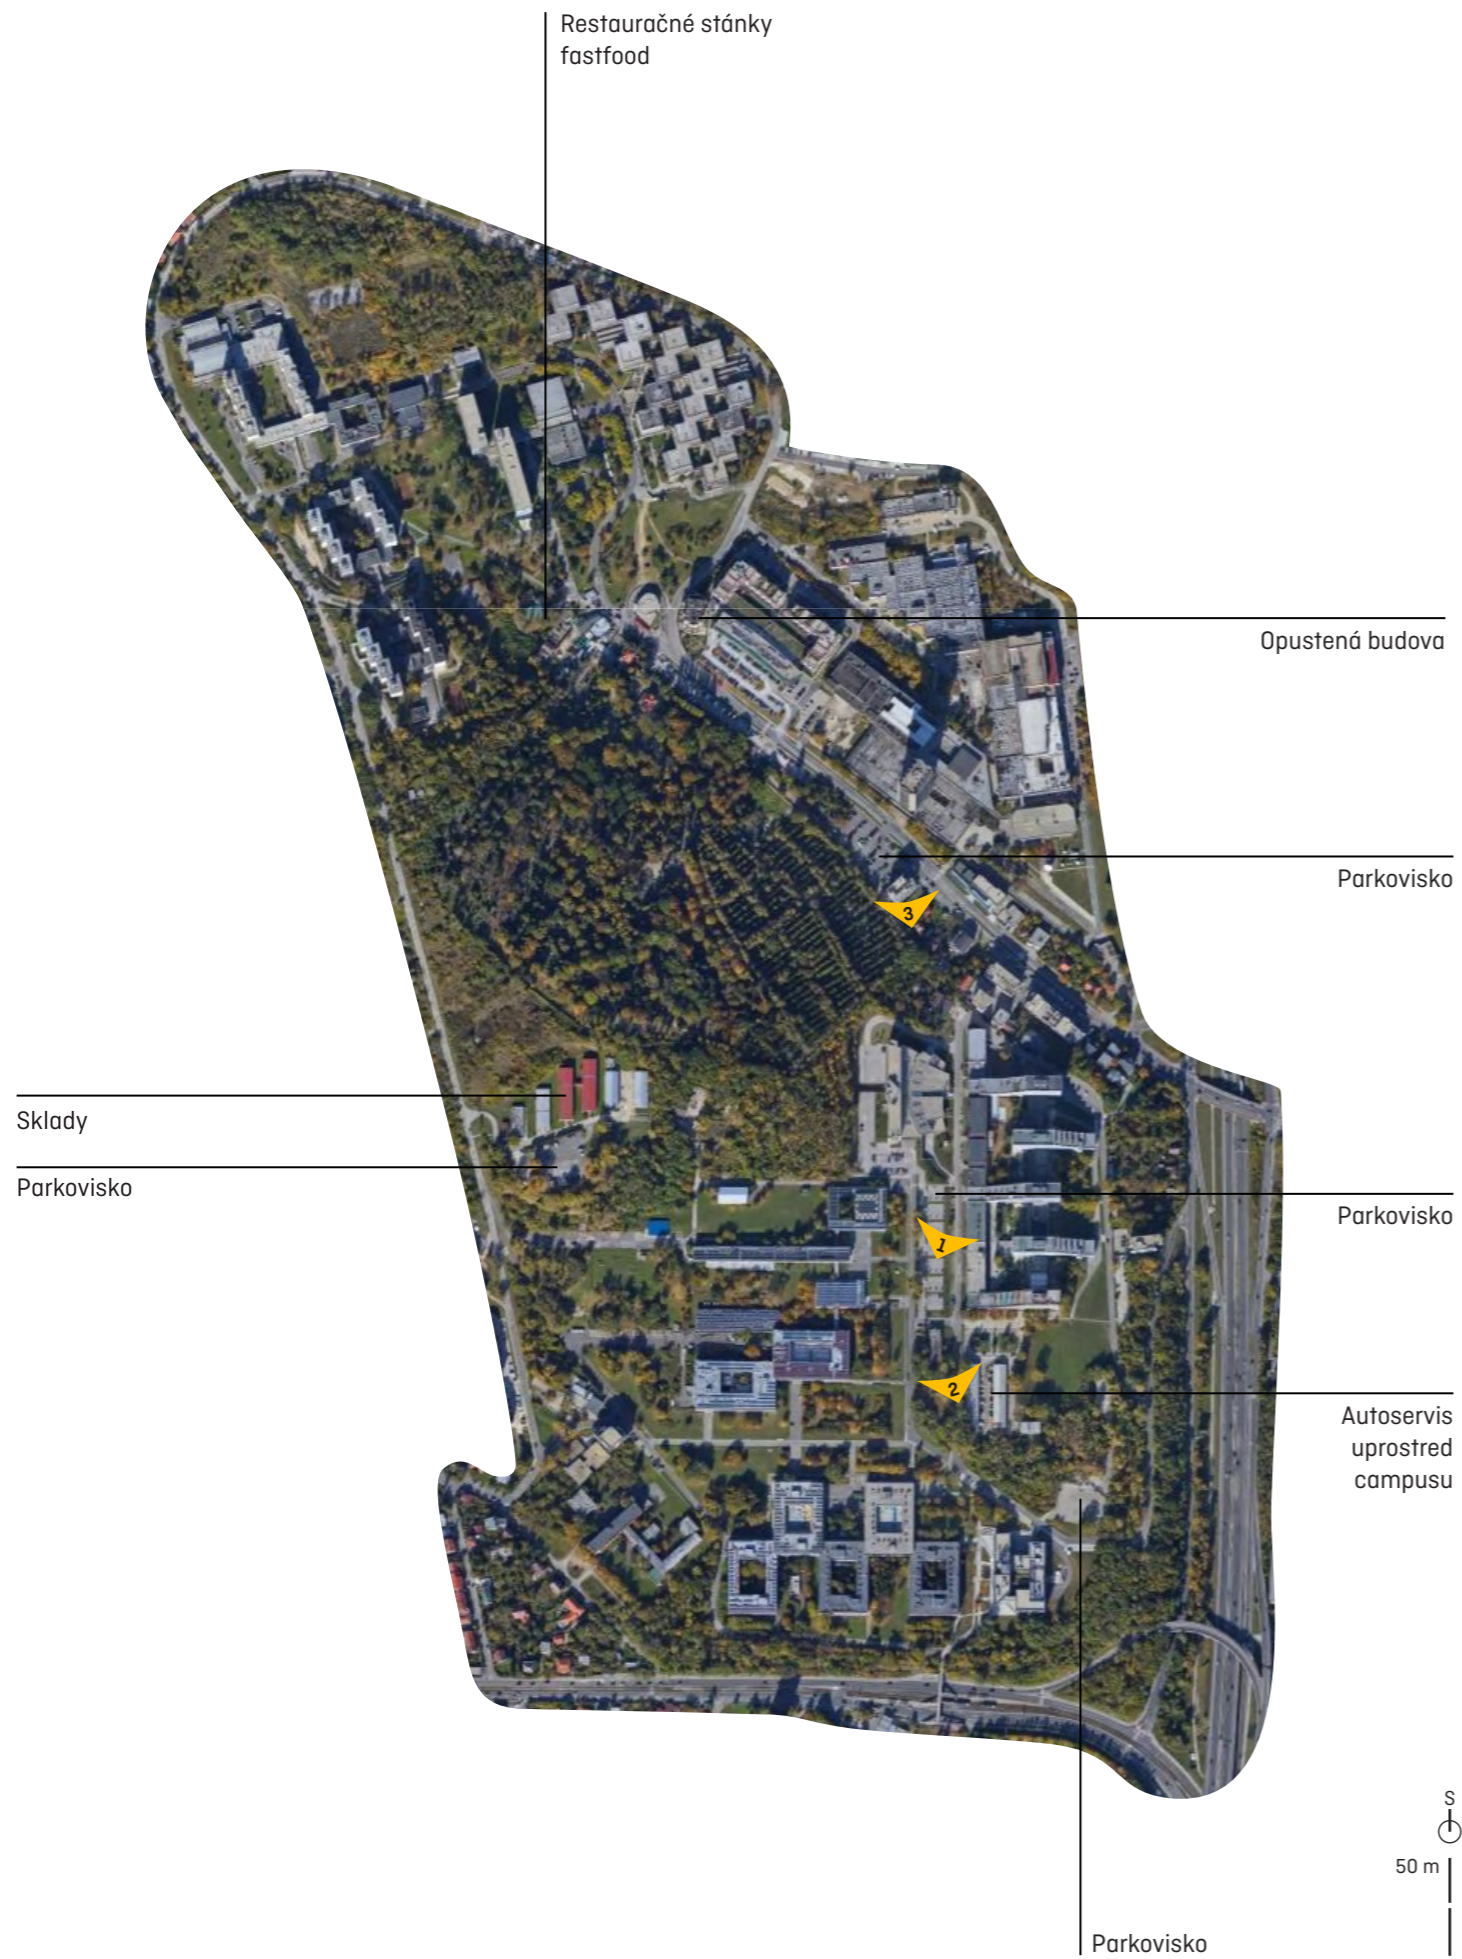 Restauračné stánky
fastfood
Opustená budova
Parkovisko
3
Sklady
Parkovisko
Parkovisko
1
2
Autoservis
uprostred
campusu
S
50 m
Parkovisko